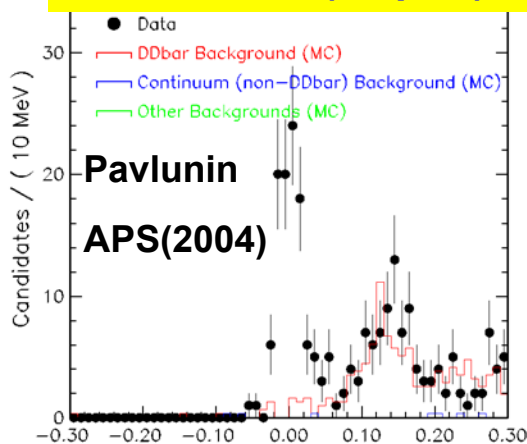 Data
DDbar Background (MC)
Continuum (non-DDbar) Background (MC)
Other Backgrounds (MC)
Pavlunin
APS(2004)
Candidates / ( 10 MeV )
30
20
10
0
-0.30 -0.20 -0.10 0.00 0.10 0.20 0.30